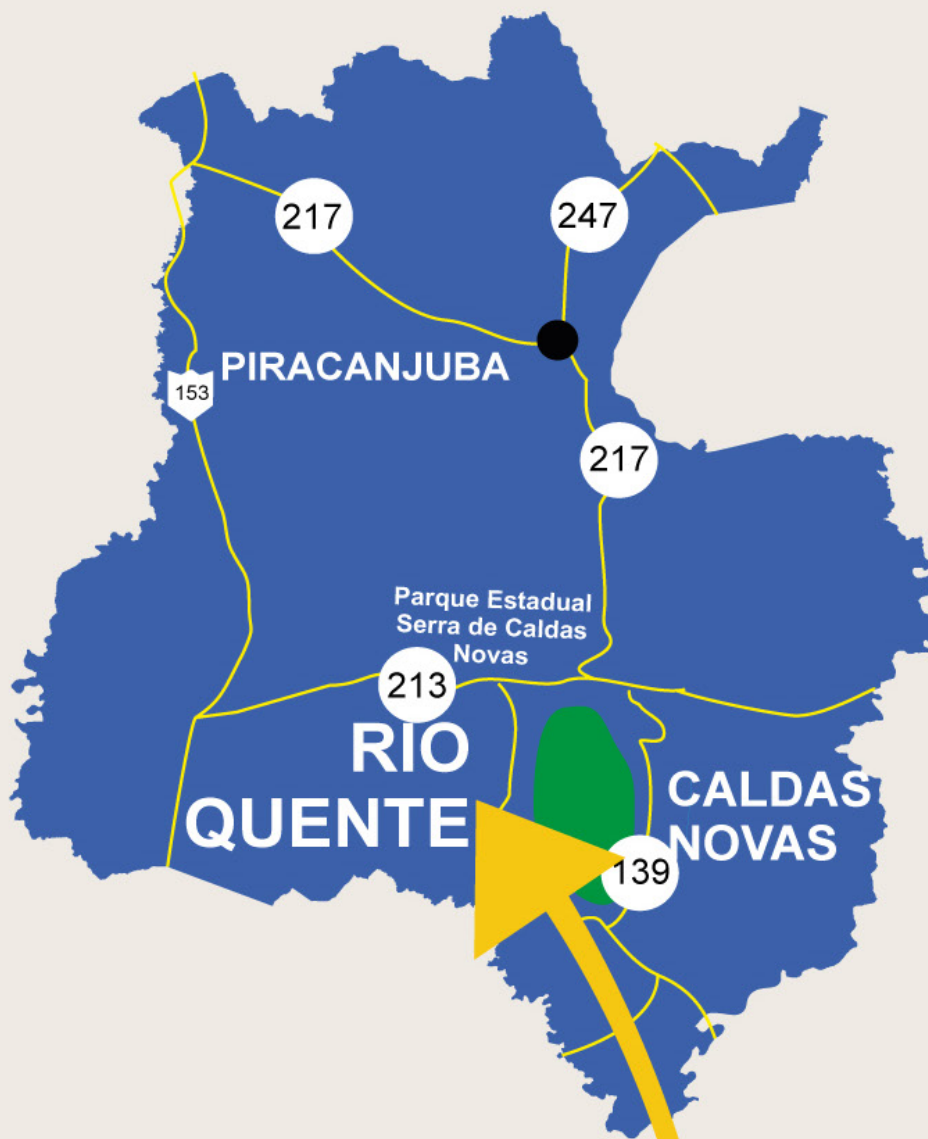 217
247
PIRACANJUBA
153
217
Parque Estadual
Serra de Caldas
Novas
213
RIO
QUENTE
CALDAS
NOVAS
139